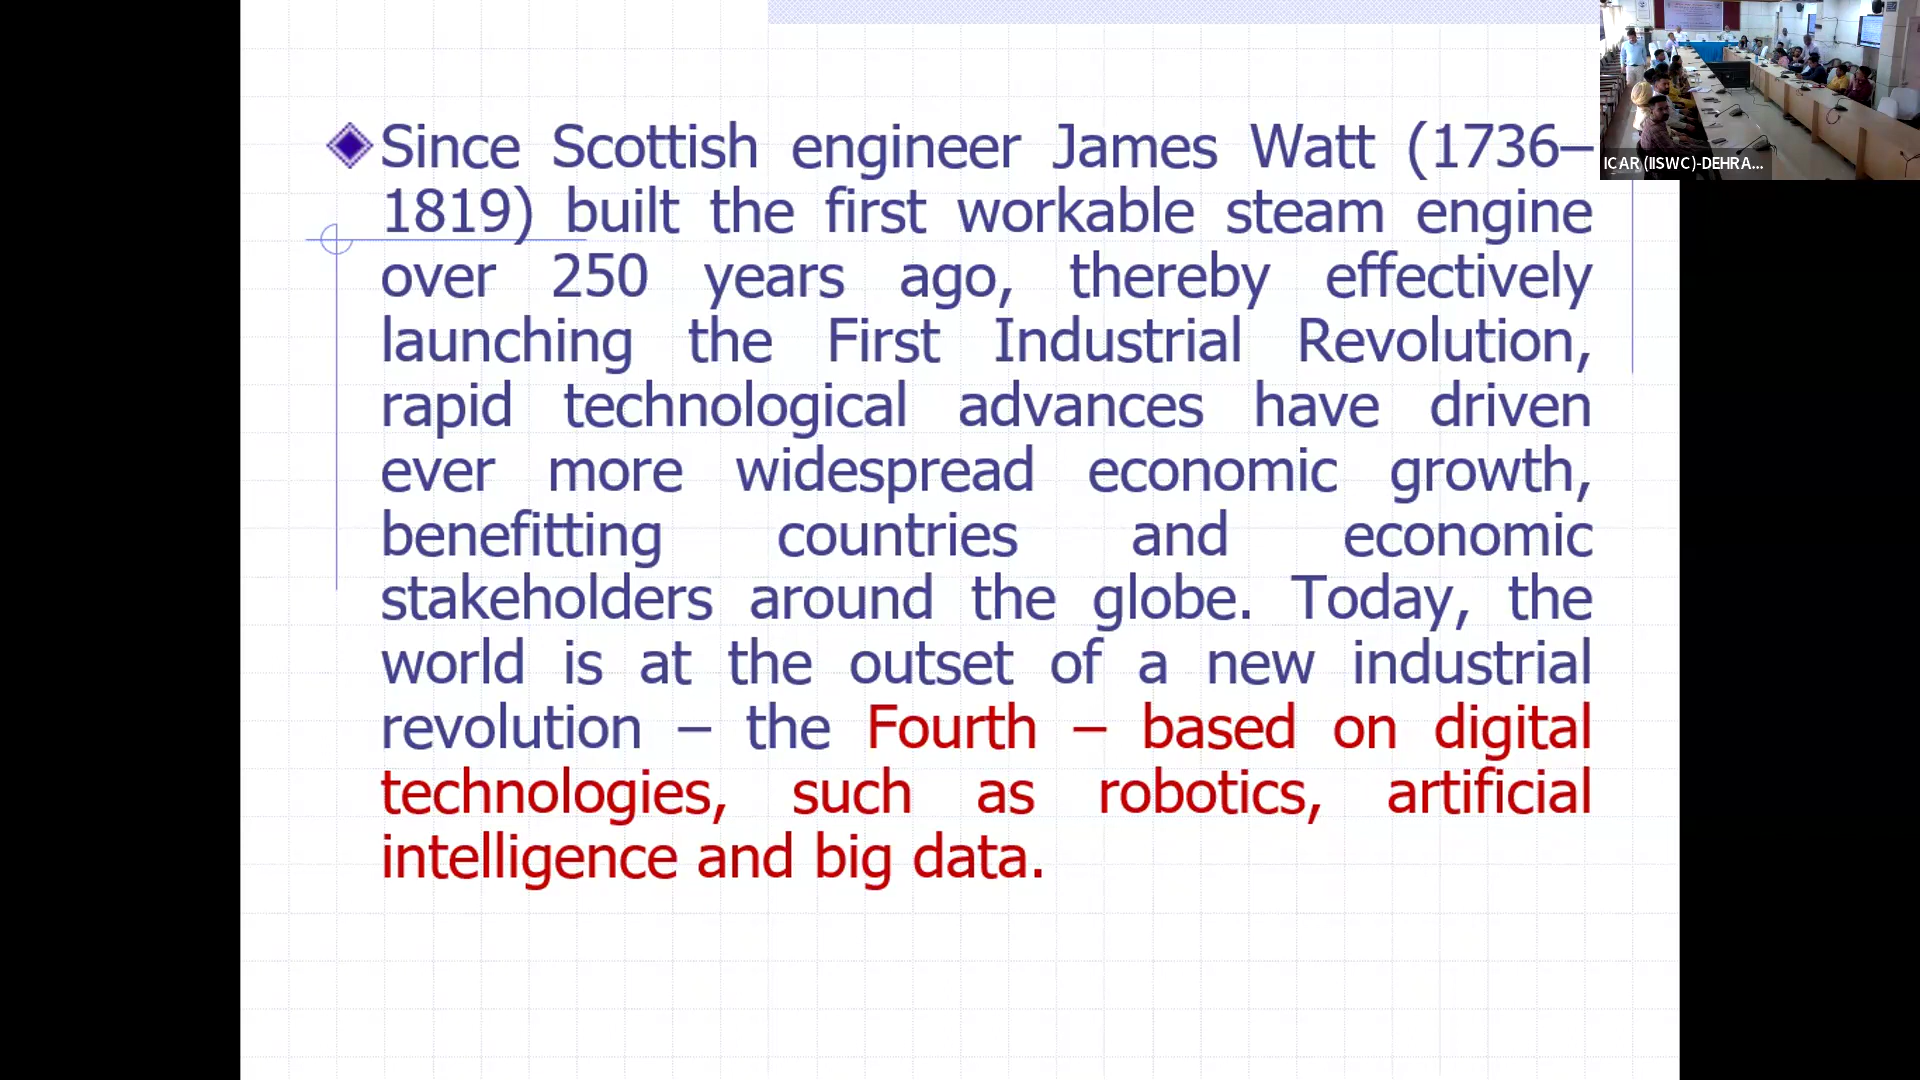 Since Scottish engineer James Watt (1736–
1819) built the first workable steam engine
over 250 years ago, thereby effectively
launching the First Industrial Revolution,
rapid technological advances have driven
ever more widespread economic growth,
benefitting countries and economic
stakeholders around the globe. Today, the
world is at the outset of a new industrial
revolution – the Fourth – based on digital
technologies, such as robotics, artificial
intelligence and big data.
ICAR (IISWC)-DEHRA...